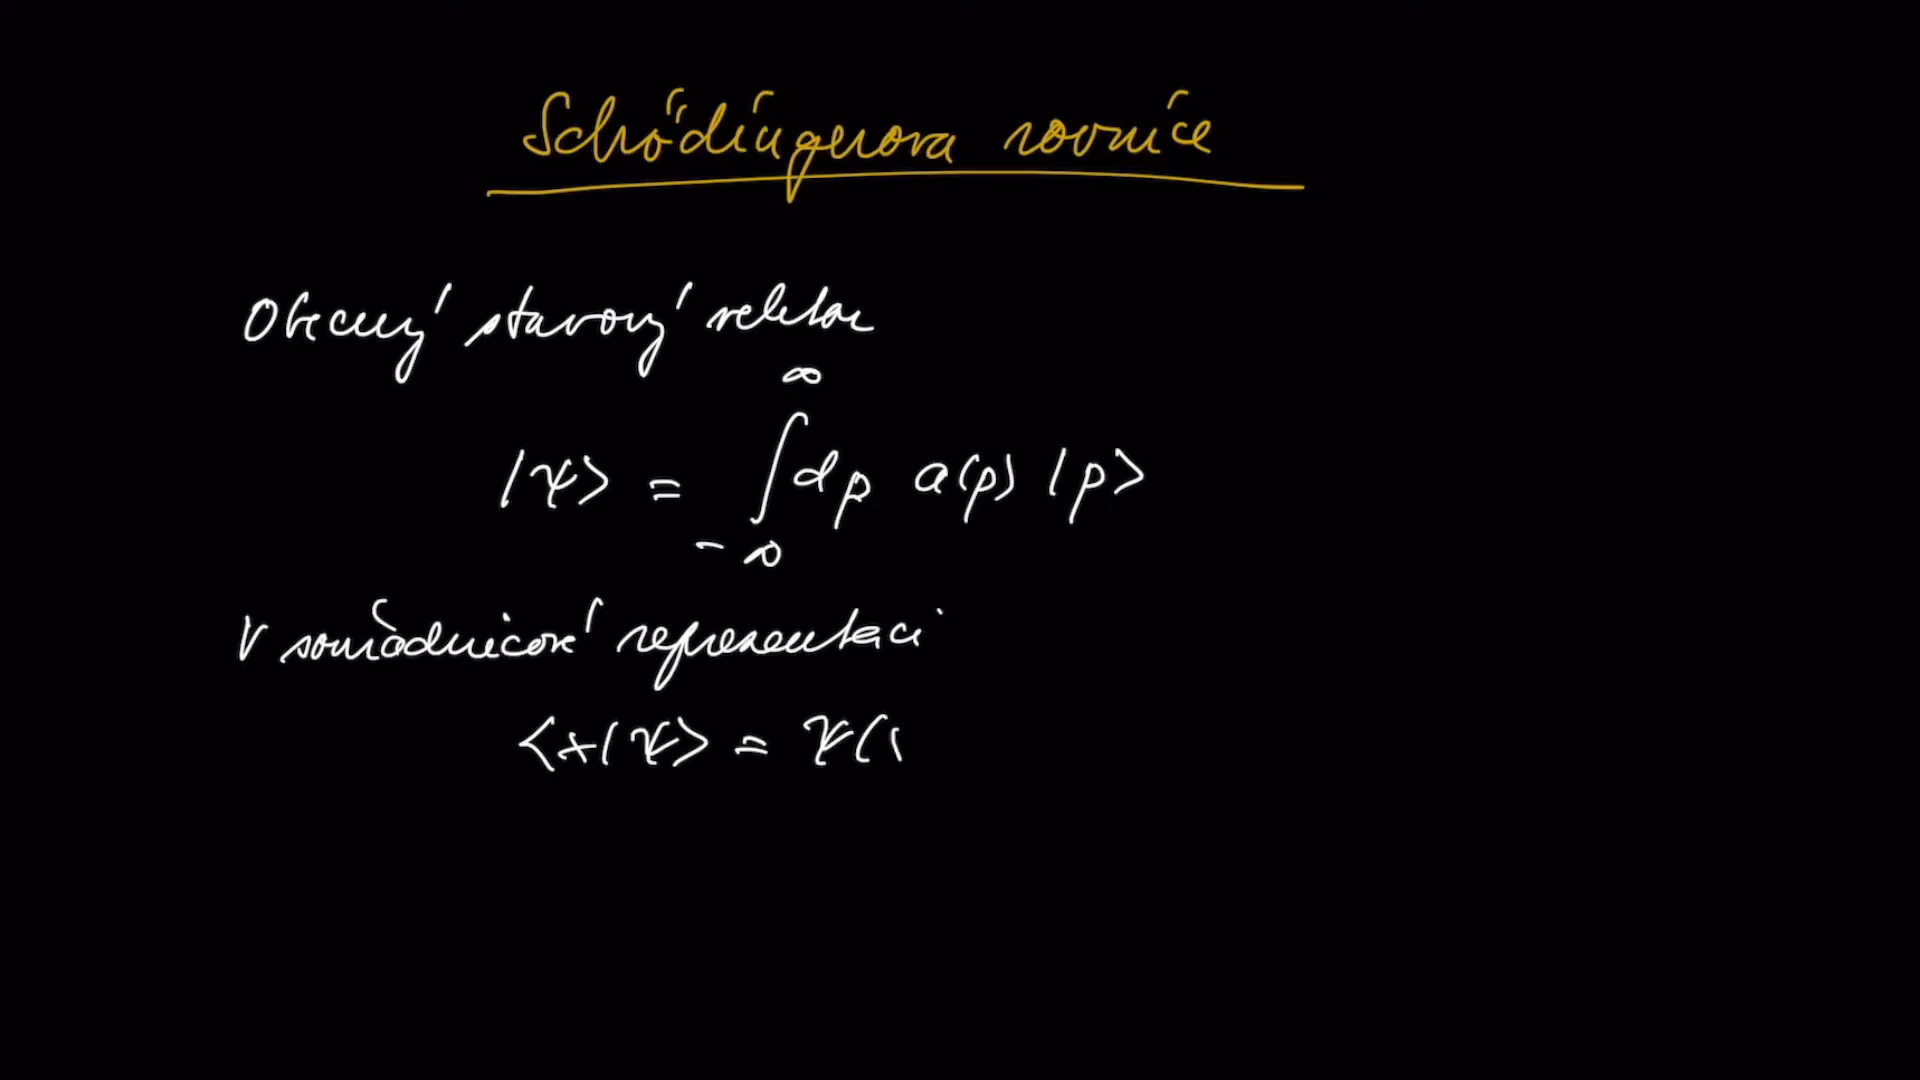 Schrödingerova rovnice
Obecný stavový vektor
|ψ> = ∫_{-∞}^{∞} dp a(p) |p>
V souřadnicové reprezentaci
<x|ψ> = ψ(